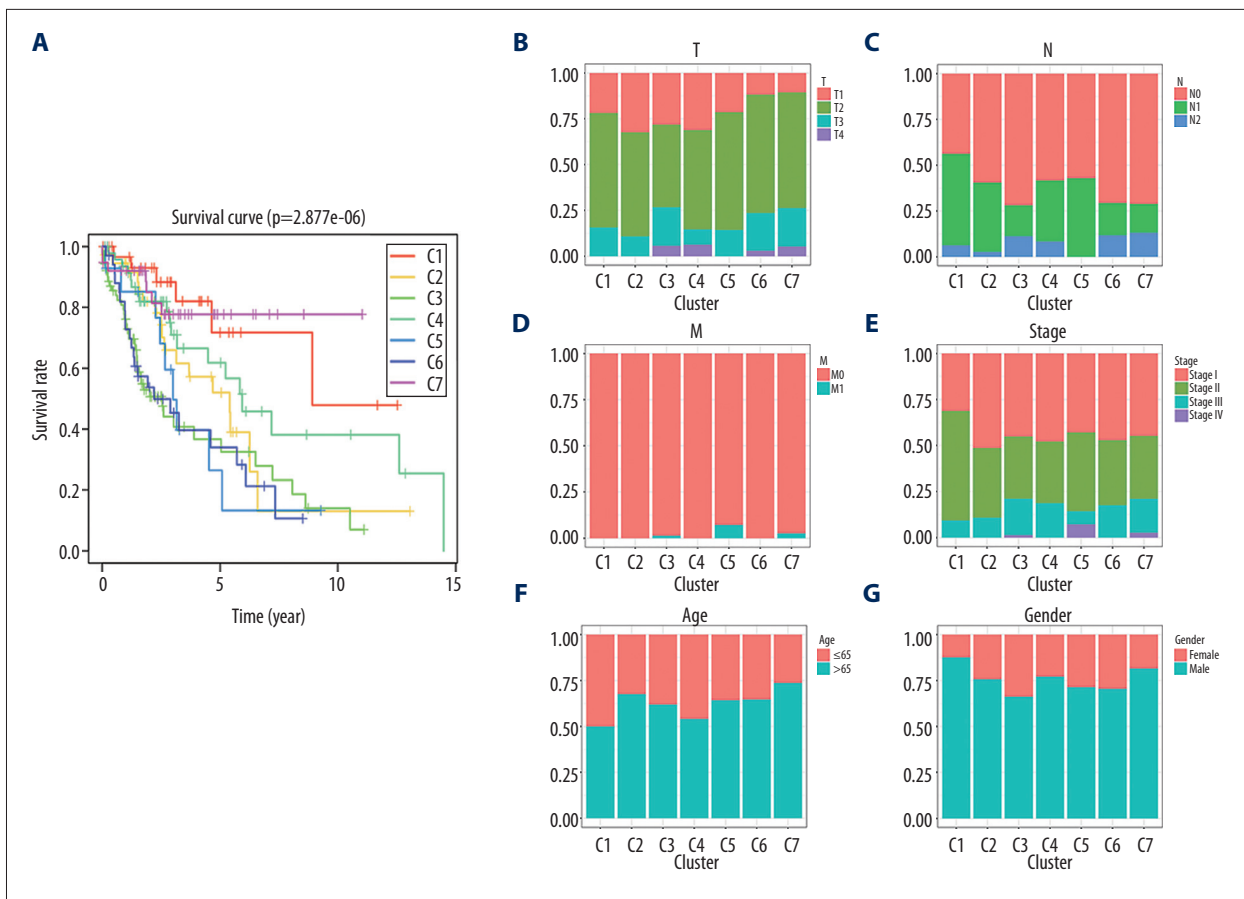 A
Survival curve (p=2.877e-06)
Survival rate
1.0
0.8
0.6
0.4
0.2
0.0
0 5 10 15
Time (year)
C1
C2
C3
C4
C5
C6
C7
B
T
1.00
0.75
0.50
0.25
0.00
C1 C2 C3 C4 C5 C6 C7
Cluster
T
T1
T2
T3
T4
C
N
1.00
0.75
0.50
0.25
0.00
C1 C2 C3 C4 C5 C6 C7
Cluster
N
N0
N1
N2
D
M
1.00
0.75
0.50
0.25
0.00
C1 C2 C3 C4 C5 C6 C7
Cluster
M
M0
M1
E
Stage
1.00
0.75
0.50
0.25
0.00
C1 C2 C3 C4 C5 C6 C7
Cluster
Stage
Stage I
Stage II
Stage III
Stage IV
F
Age
1.00
0.75
0.50
0.25
0.00
C1 C2 C3 C4 C5 C6 C7
Cluster
Age
≤65
>65
G
Gender
1.00
0.75
0.50
0.25
0.00
C1 C2 C3 C4 C5 C6 C7
Cluster
Gender
Female
Male